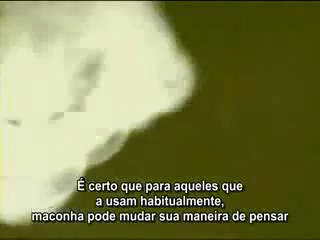 É certo que para aqueles que
a usam habitualmente,
maconha pode mudar sua maneira de pensar